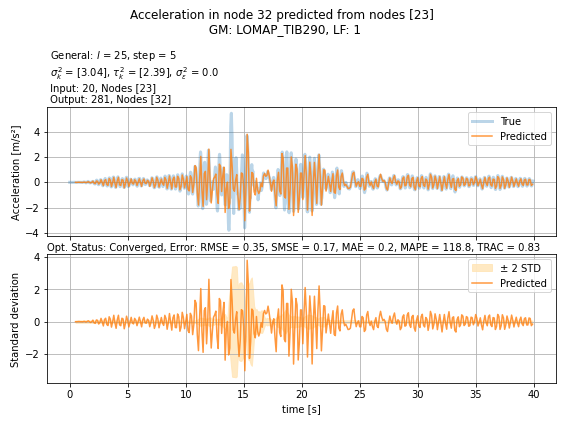 Acceleration in node 32 predicted from nodes [23]
GM: LOMAP_TIB290, LF: 1
General: l = 25, step = 5
σ²ₖ = [3.04], τ²ₖ = [2.39], σ²ε = 0.0
Input: 20, Nodes [23]
Output: 281, Nodes [32]
Acceleration [m/s²]
4
2
0
−2
−4
True
Predicted
Opt. Status: Converged, Error: RMSE = 0.35, SMSE = 0.17, MAE = 0.2, MAPE = 118.8, TRAC = 0.83
Standard deviation
4
2
0
−2
± 2 STD
Predicted
0 5 10 15 20 25 30 35 40
time [s]